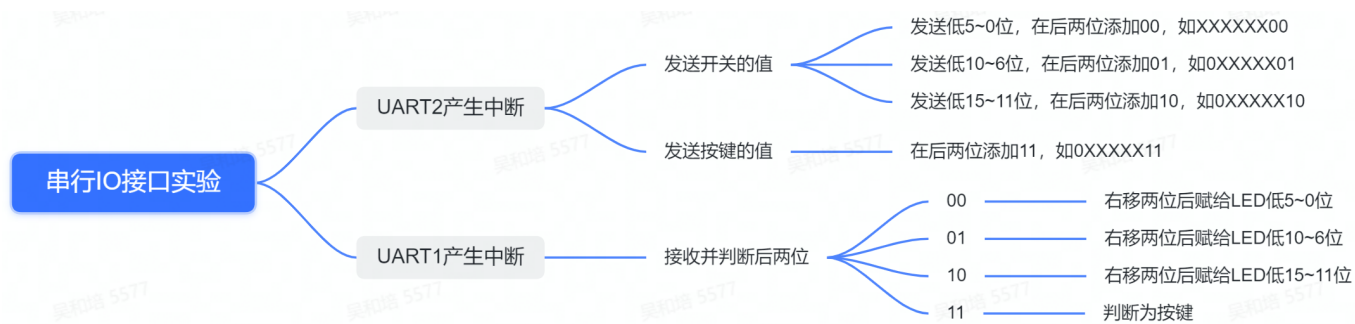 串行IO接口实验
UART2产生中断
发送开关的值
发送低5~0位，在后两位添加00，如XXXXXX00
发送低10~6位，在后两位添加01，如0XXXXX01
发送低15~11位，在后两位添加10，如0XXXXX10
发送按键的值
在后两位添加11，如0XXXXX11
UART1产生中断
接收并判断后两位
00
右移两位后赋给LED低5~0位
01
右移两位后赋给LED低10~6位
10
右移两位后赋给LED低15~11位
11
判断为按键
吴和培 5577